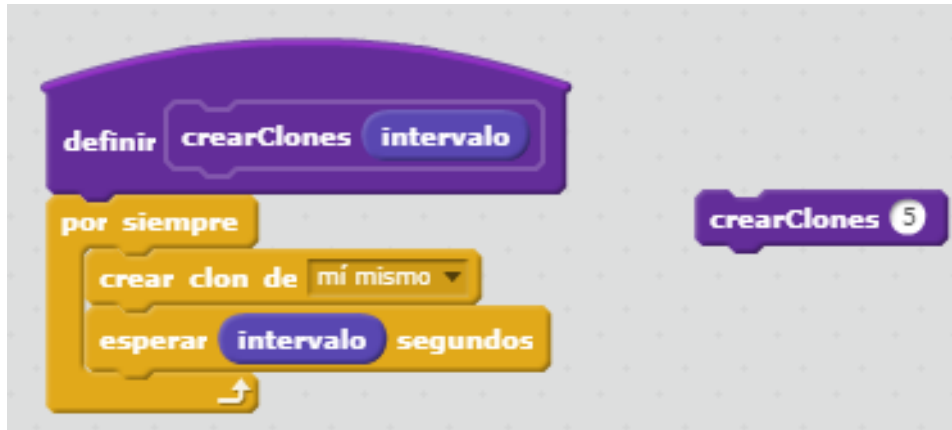 definir crearClones intervalo
por siempre
crearClones 5
crear clon de mí mismo
esperar intervalo segundos